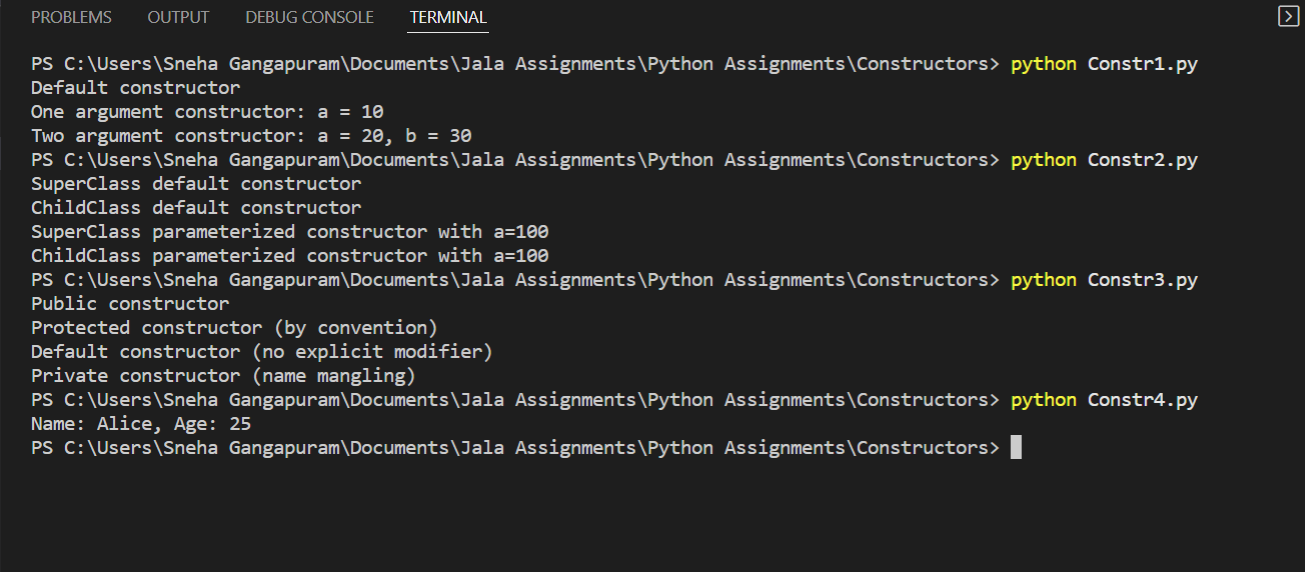 PROBLEMS OUTPUT DEBUG CONSOLE TERMINAL
PS C:\Users\Sneha Gangapuram\Documents\Jala Assignments\Python Assignments\Constructors> python Constr1.py
Default constructor
One argument constructor: a = 10
Two argument constructor: a = 20, b = 30
PS C:\Users\Sneha Gangapuram\Documents\Jala Assignments\Python Assignments\Constructors> python Constr2.py
SuperClass default constructor
ChildClass default constructor
SuperClass parameterized constructor with a=100
ChildClass parameterized constructor with a=100
PS C:\Users\Sneha Gangapuram\Documents\Jala Assignments\Python Assignments\Constructors> python Constr3.py
Public constructor
Protected constructor (by convention)
Default constructor (no explicit modifier)
Private constructor (name mangling)
PS C:\Users\Sneha Gangapuram\Documents\Jala Assignments\Python Assignments\Constructors> python Constr4.py
Name: Alice, Age: 25
PS C:\Users\Sneha Gangapuram\Documents\Jala Assignments\Python Assignments\Constructors>